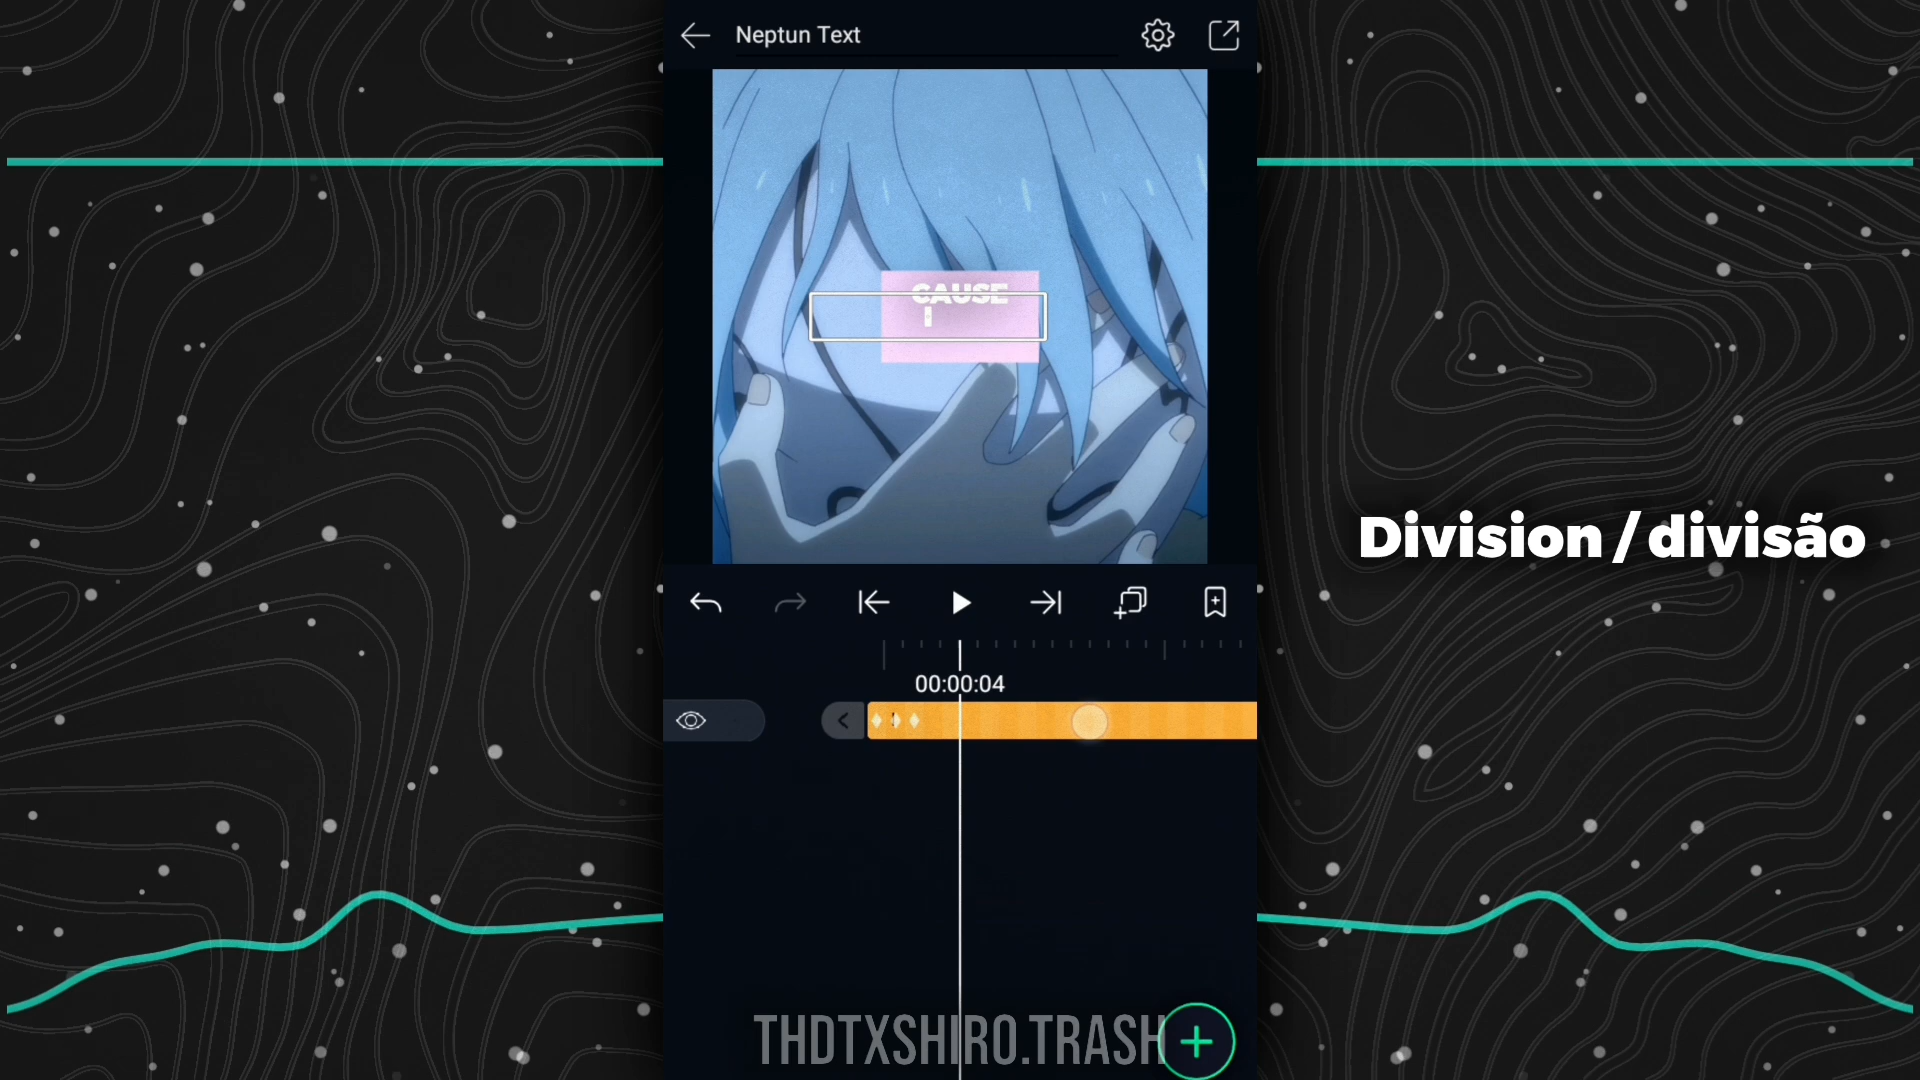 Neptun Text
CAUSE
I
Division / divisão
00:00:04
THDTXSHIRO.TRASH